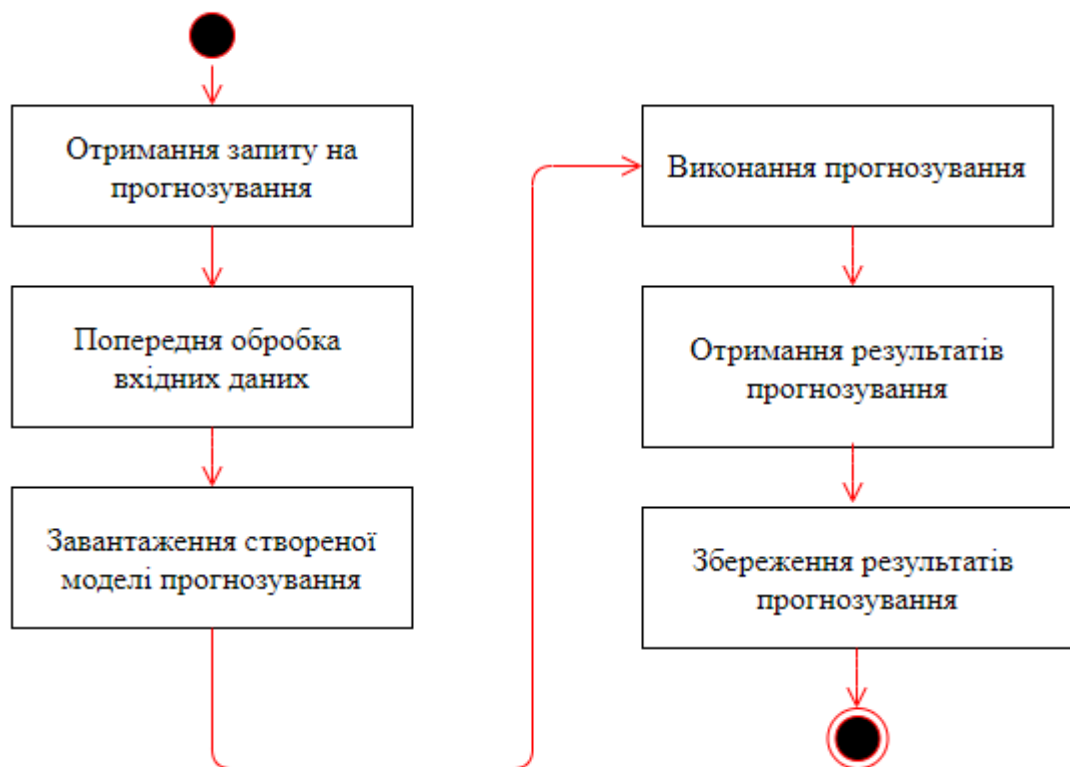 Отримання запиту на
прогнозування
Попередня обробка
вхідних даних
Завантаження створеної
моделі прогнозування
Виконання прогнозування
Отримання результатів
прогнозування
Збереження результатів
прогнозування